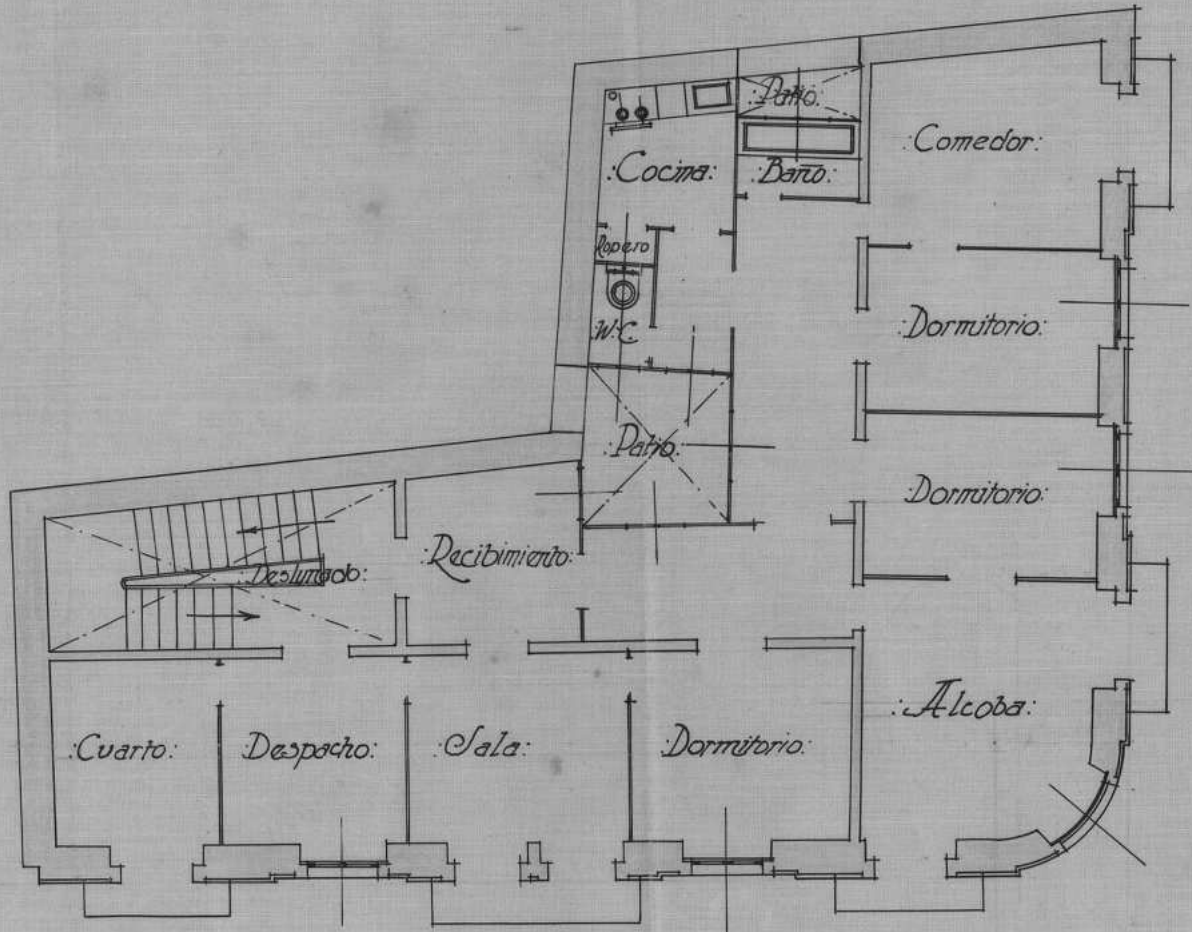 :Patio:
:Cocina:
:Baño:
:Comedor:
Ropero
W.C
:Dormitorio:
:Patio:
:Dormitorio:
:Recibimiento:
:Deslunado:
:Cuarto:
:Despacho:
:Sala:
:Dormitorio:
:Alcoba: